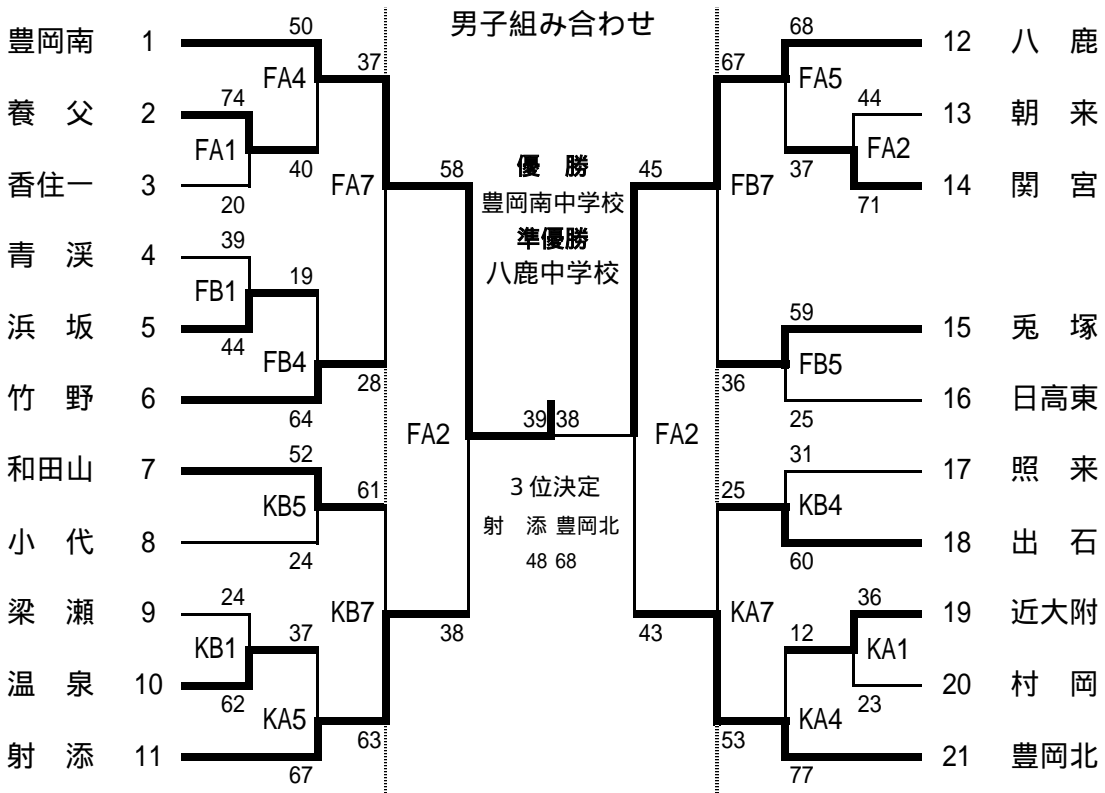 男子組み合わせ
豊岡南 1
養 父 2
香住一 3
青 渓 4
浜 坂 5
竹 野 6
和田山 7
小 代 8
梁 瀬 9
温 泉 10
射 添 11
50
FA4
37
74
FA1
40
20
FA7
58
39
FB1
19
44
FB4
28
64
FA2
52
KB5
61
24
24
KB7
38
KB1
37
62
KA5
63
67
優 勝
豊岡南中学校
準優勝
八鹿中学校
39 38
3位決定
射 添 豊岡北
48 68
68
67
FA5
44
FA2
37
71
45
FB7
59
FB5
36
25
FA2
31
25
KB4
60
36
KA7
43
12
KA1
23
KA4
53
77
12 八 鹿
13 朝 来
14 関 宮
15 兎 塚
16 日高東
17 照 来
18 出 石
19 近大附
20 村 岡
21 豊岡北